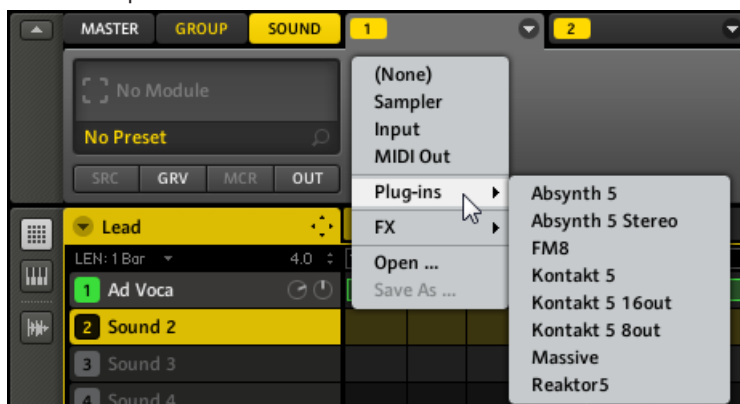 MASTER GROUP SOUND 1 2
No Module
No Preset
SRC GRV MCR OUT
(None)
Sampler
Input
MIDI Out
Plug-ins
FX
Open ...
Save As ...
Absynth 5
Absynth 5 Stereo
FM8
Kontakt 5
Kontakt 5 16out
Kontakt 5 8out
Massive
Reaktor5
Lead
LEN: 1 Bar 4.0
1 Ad Voca
2 Sound 2
3 Sound 3
4 Sound 4